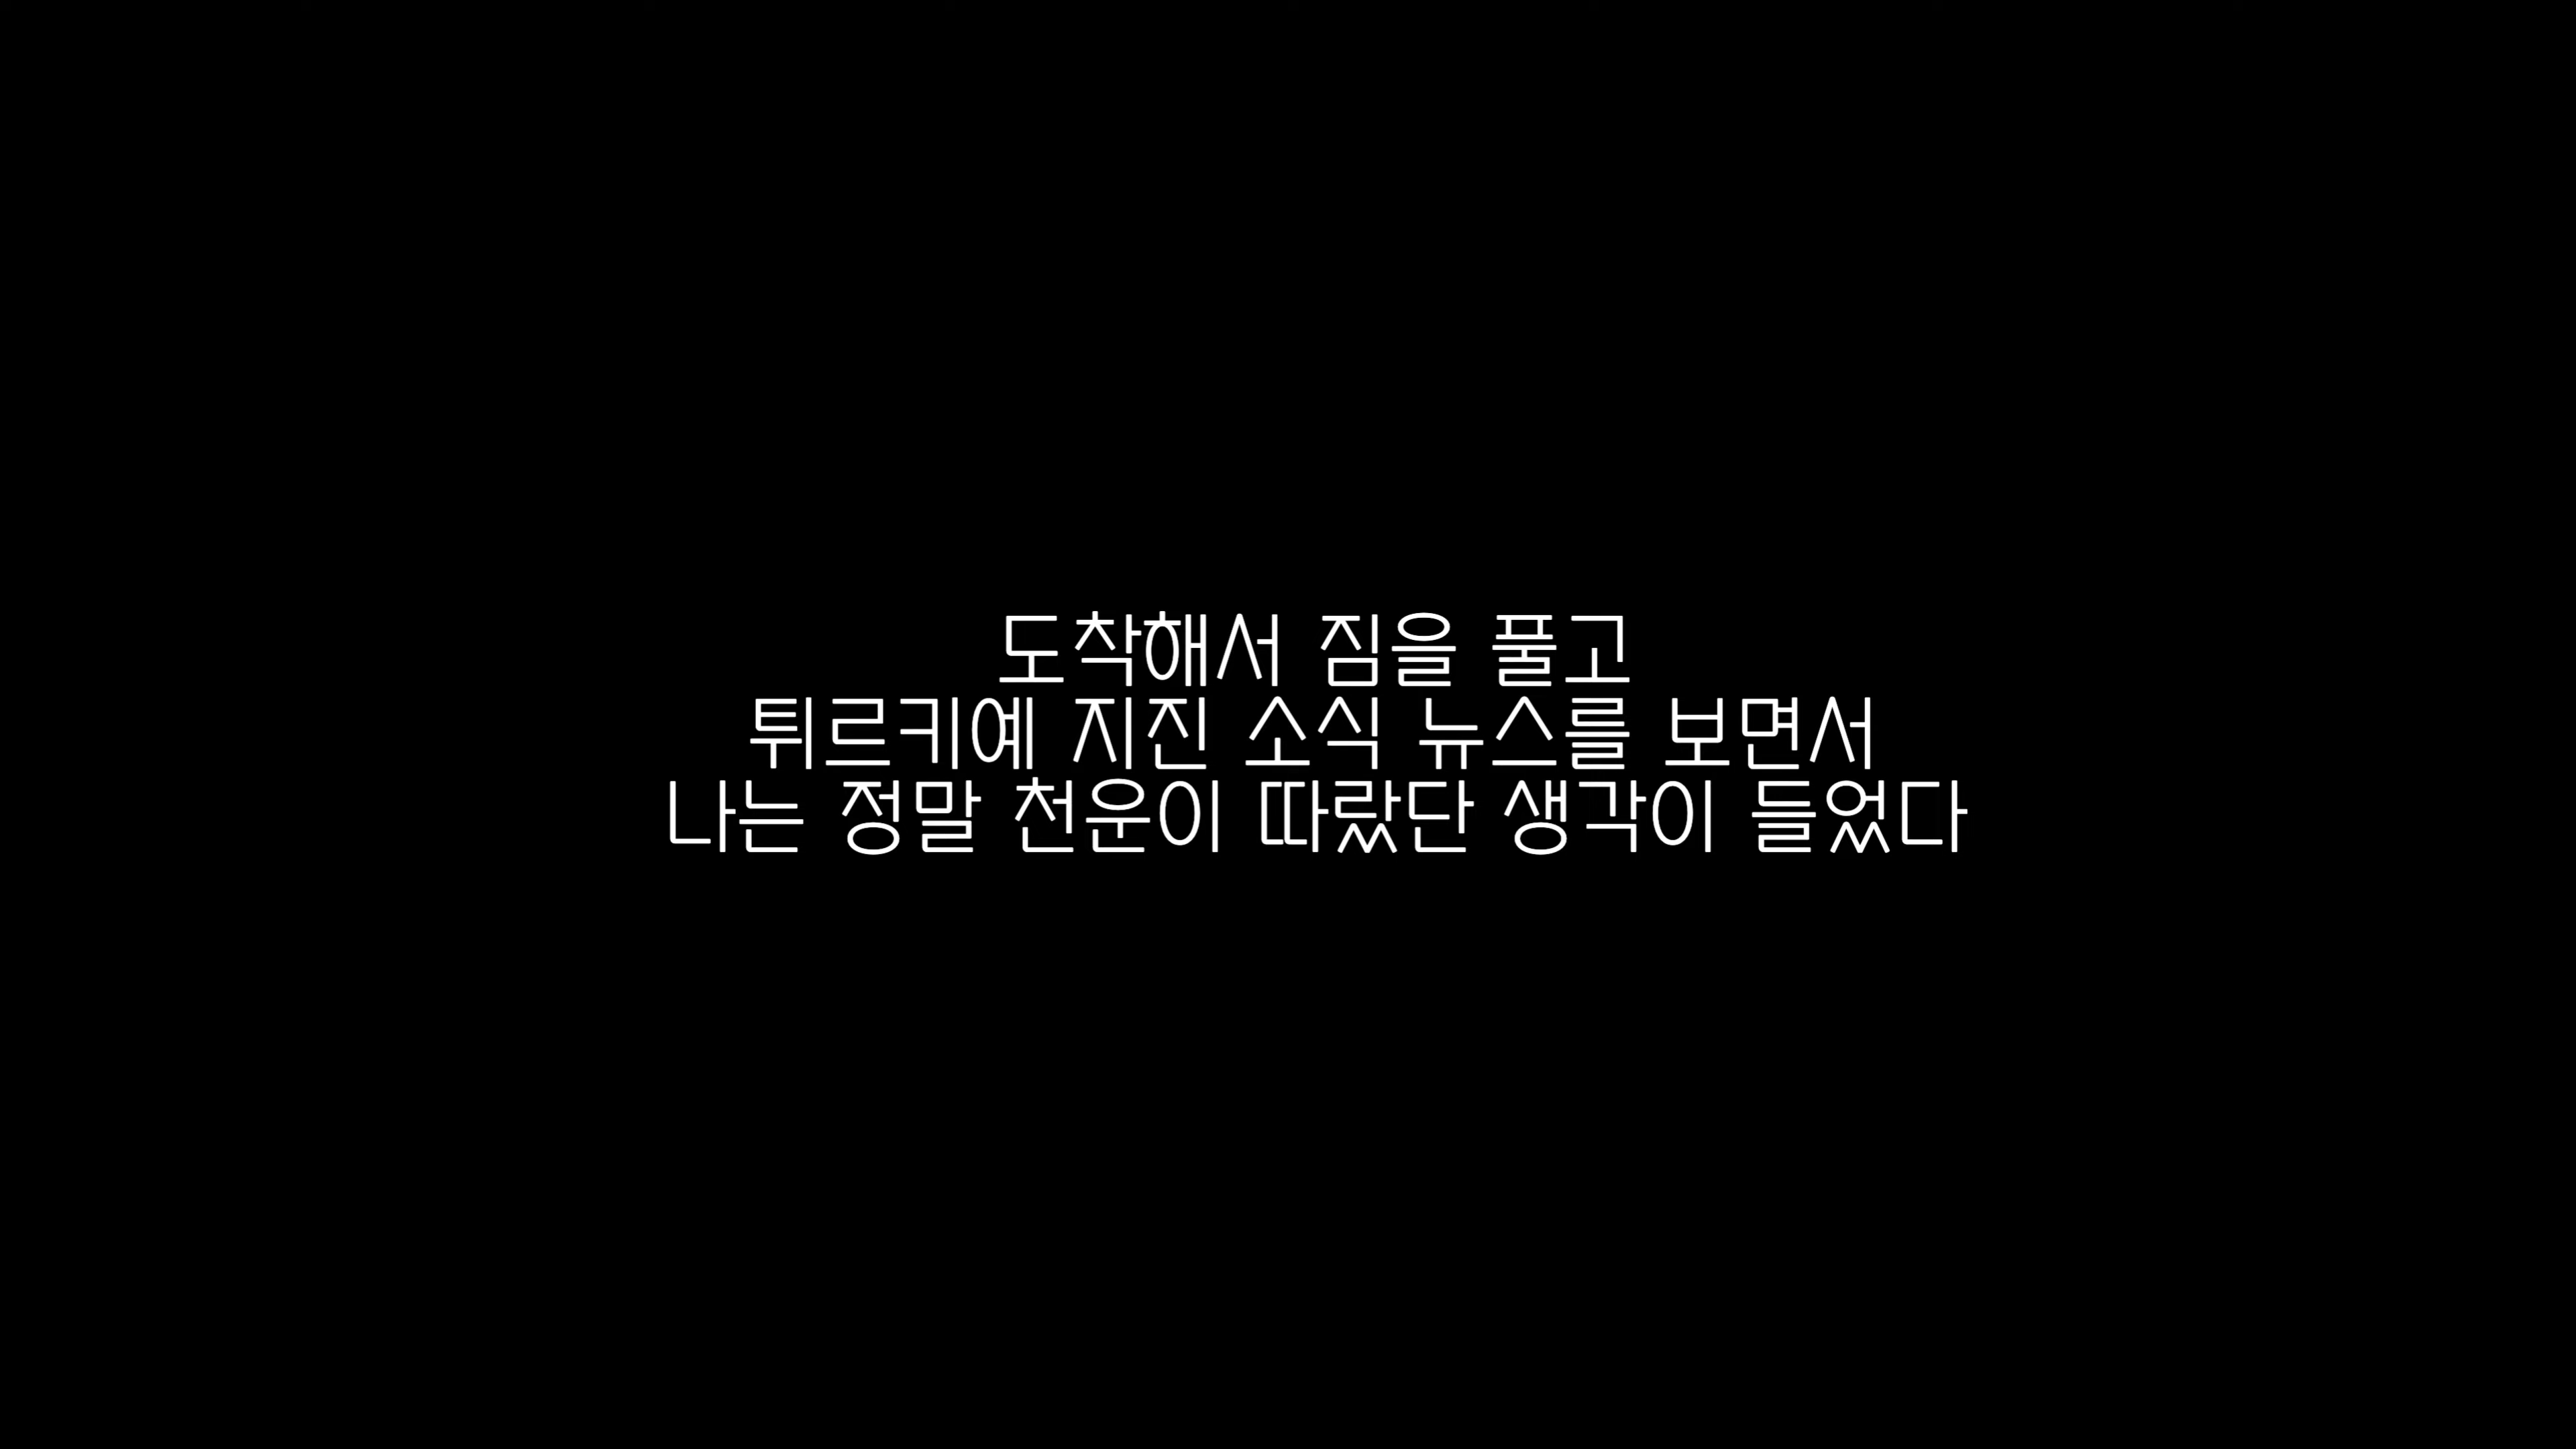 도착해서 짐을 풀고
튀르키예 지진 소식 뉴스를 보면서
나는 정말 천운이 따랐단 생각이 들었다